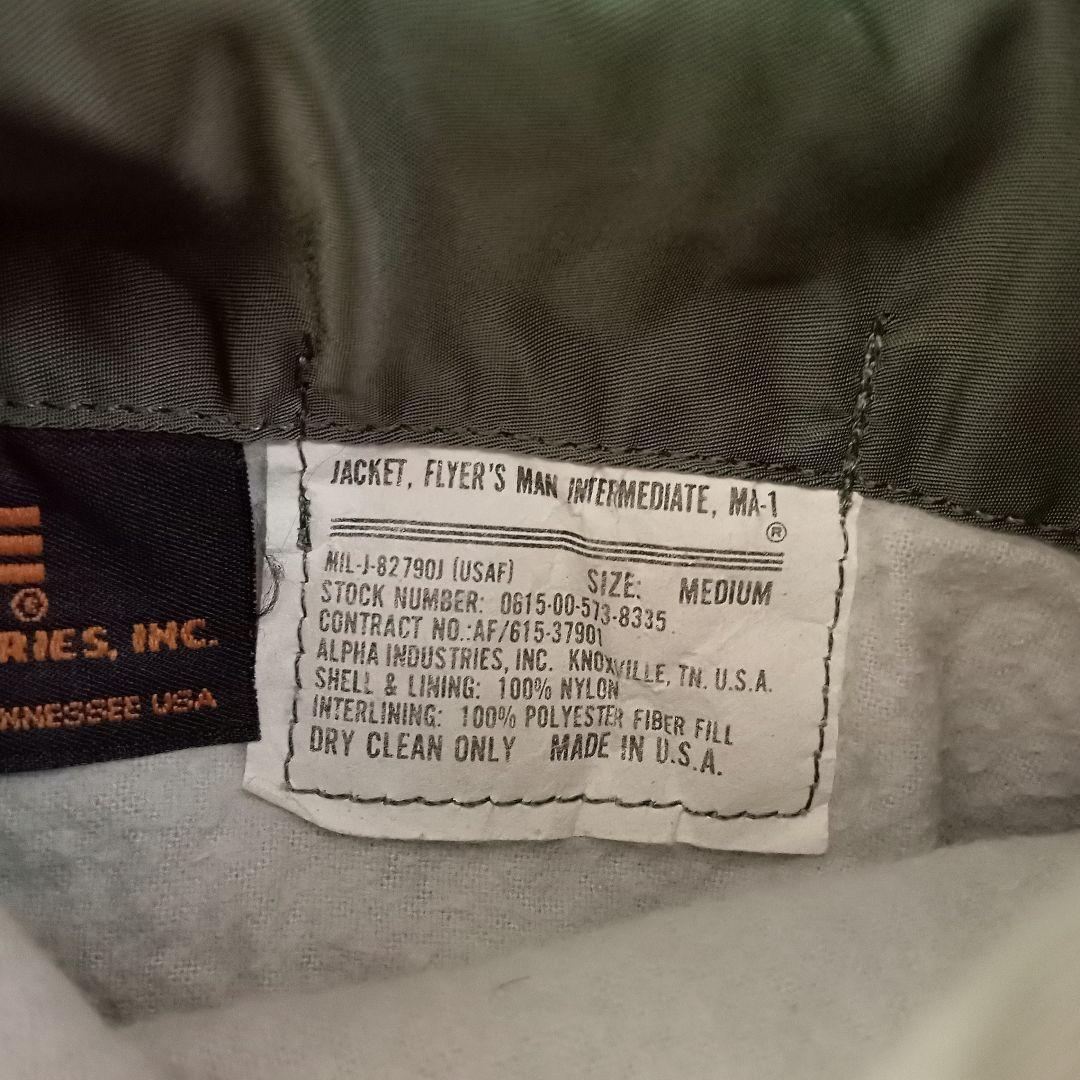 RIES, INC.
NNESSEE USA
JACKET, FLYER'S MAN INTERMEDIATE, MA-1
®
MIL-J-82790J (USAF) SIZE: MEDIUM
STOCK NUMBER: 0615-00-573-8335
CONTRACT NO.:AF/615-37901
ALPHA INDUSTRIES, INC. KNOXVILLE, TN. U.S.A.
SHELL & LINING: 100% NYLON
INTERLINING: 100% POLYESTER FIBER FILL
DRY CLEAN ONLY MADE IN U.S.A.